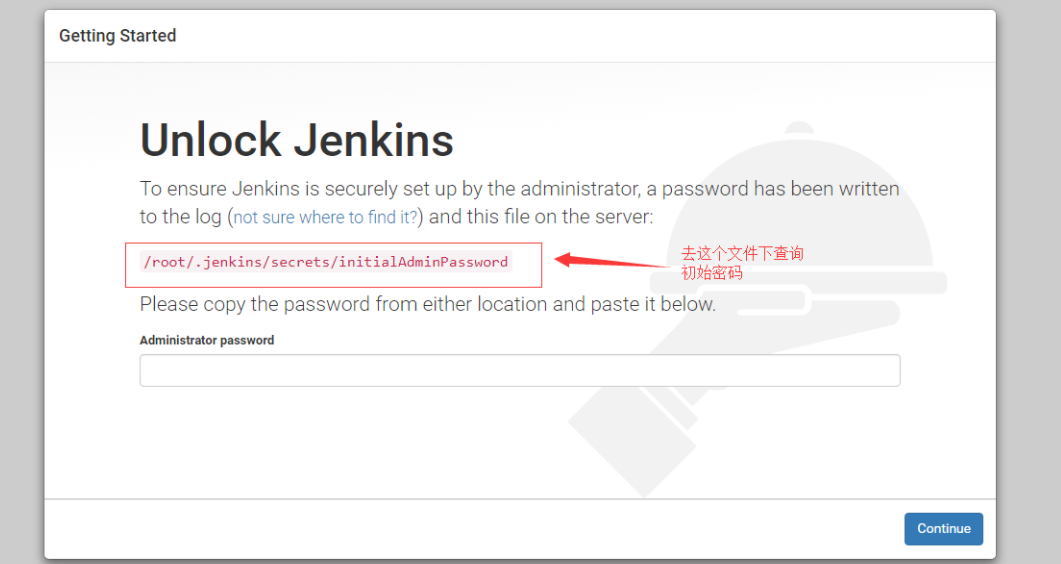 Getting Started
Unlock Jenkins
To ensure Jenkins is securely set up by the administrator, a password has been written
to the log (not sure where to find it?) and this file on the server:
/root/.jenkins/secrets/initialAdminPassword
去这个文件下查询
初始密码
Please copy the password from either location and paste it below.
Administrator password
Continue